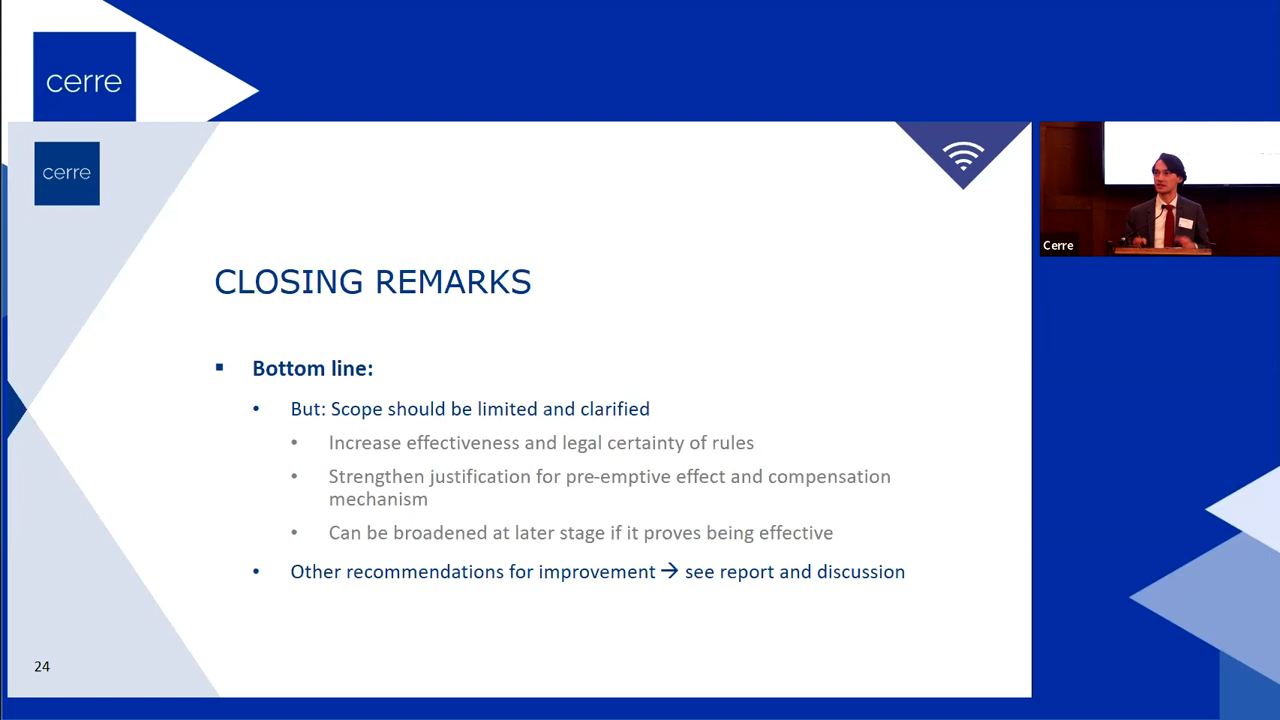 cerre
cerre
Cerre
CLOSING REMARKS
Bottom line:
But: Scope should be limited and clarified
Increase effectiveness and legal certainty of rules
Strengthen justification for pre-emptive effect and compensation
mechanism
Can be broadened at later stage if it proves being effective
Other recommendations for improvement → see report and discussion
24